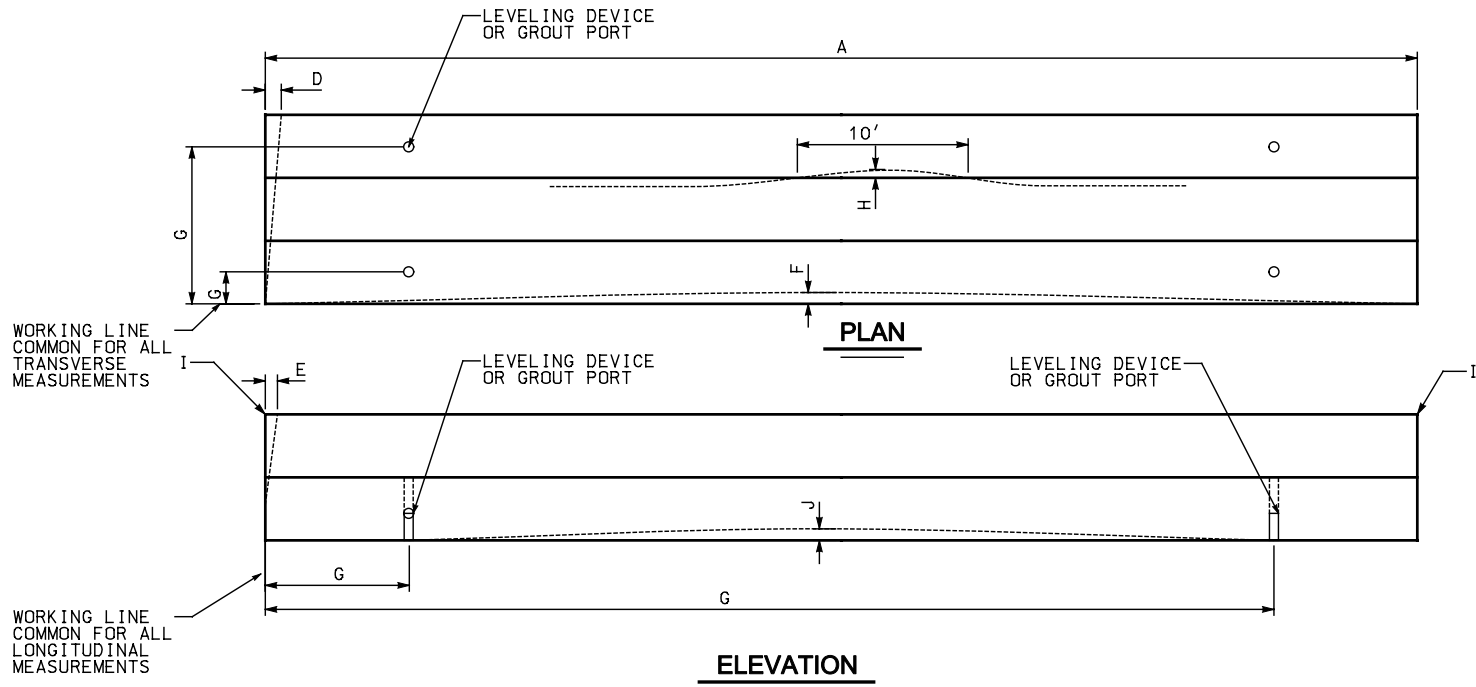 LEVELING DEVICE
OR GROUT PORT
A
D
10'
H
G
G
F
WORKING LINE
COMMON FOR ALL
TRANSVERSE
MEASUREMENTS
PLAN
I
E
LEVELING DEVICE
OR GROUT PORT
LEVELING DEVICE
OR GROUT PORT
I
J
G
G
WORKING LINE
COMMON FOR ALL
LONGITUDINAL
MEASUREMENTS
ELEVATION